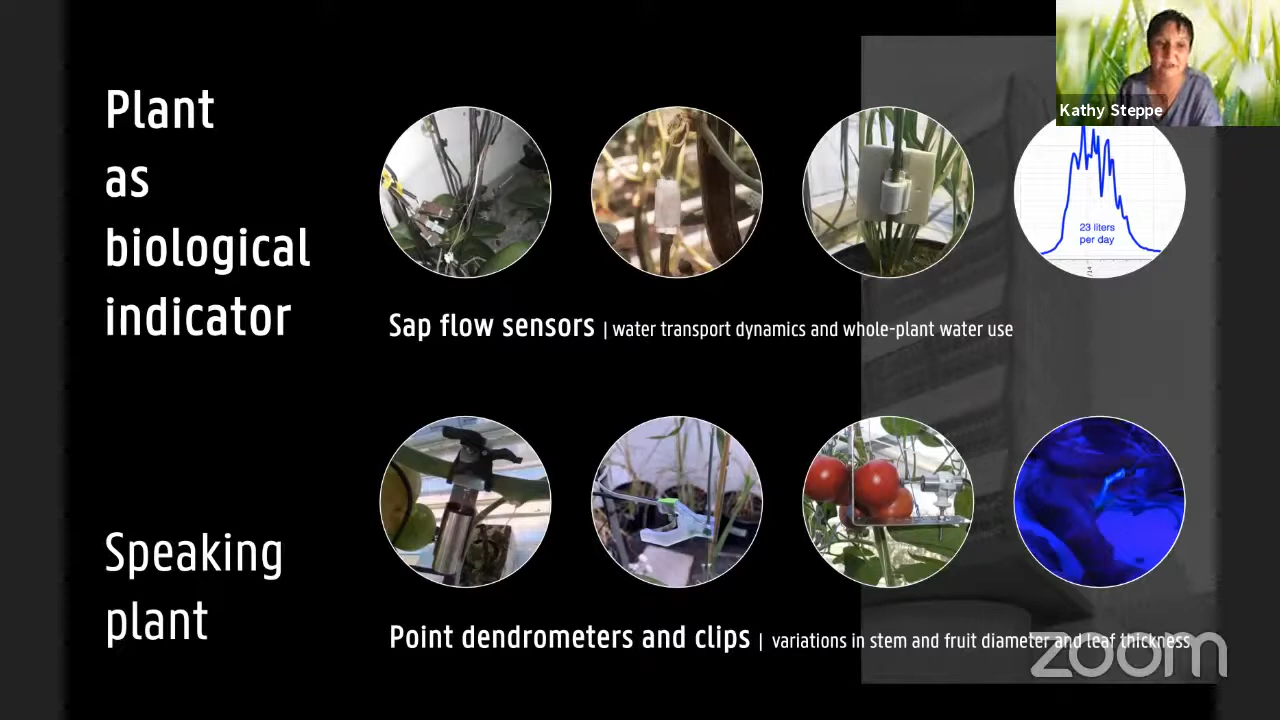 Plant
as
biological
indicator
Kathy Steppe
23 liters
per day
Sap flow sensors | water transport dynamics and whole-plant water use
Speaking
plant
Point dendrometers and clips | variations in stem and fruit diameter and leaf thickness
zoom